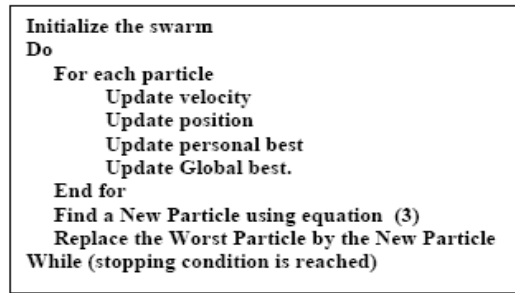 Initialize the swarm
Do
For each particle
Update velocity
Update position
Update personal best
Update Global best.
End for
Find a New Particle using equation (3)
Replace the Worst Particle by the New Particle
While (stopping condition is reached)